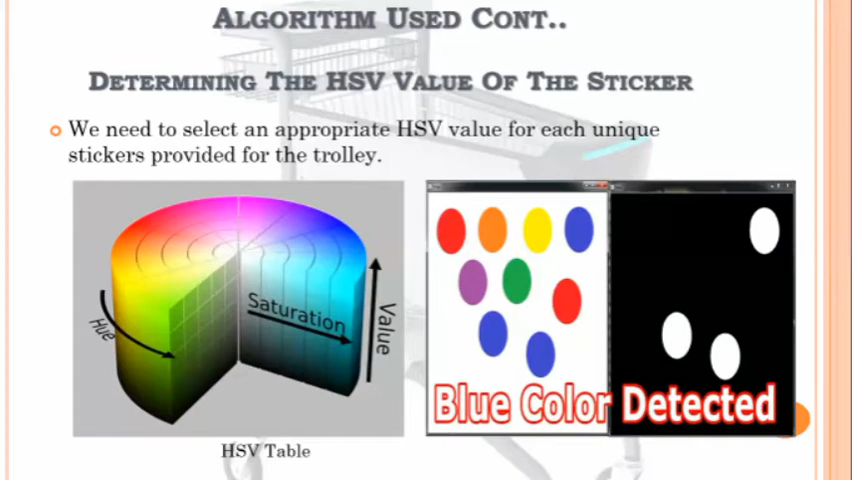 ALGORITHM USED CONT..
DETERMINING THE HSV VALUE OF THE STICKER
We need to select an appropriate HSV value for each unique
stickers provided for the trolley.
Hue
Saturation
Value
Blue Color Detected
HSV Table